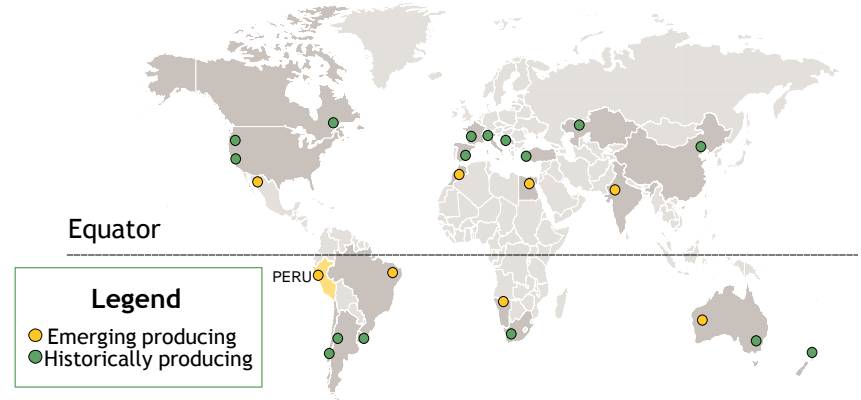 Equator
PERU
Legend
Emerging producing
Historically producing